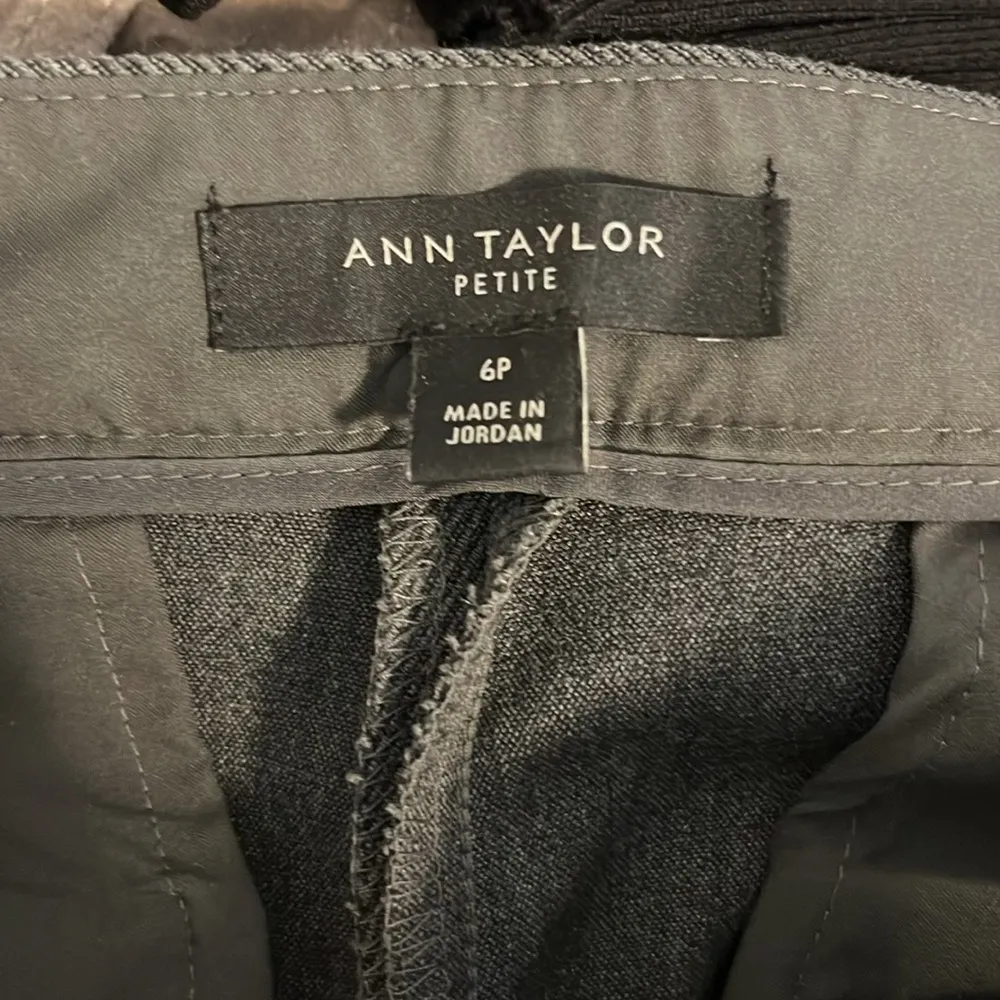 ANN TAYLOR
PETITE
6P
MADE IN
JORDAN